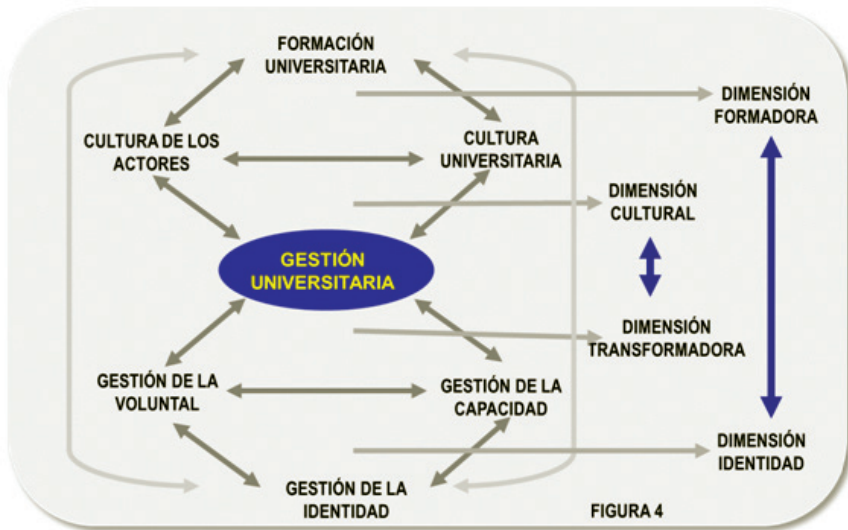 FORMACIÓN
UNIVERSITARIA
DIMENSIÓN
FORMADORA
CULTURA DE LOS
ACTORES
CULTURA
UNIVERSITARIA
DIMENSIÓN
CULTURAL
GESTIÓN
UNIVERSITARIA
DIMENSIÓN
TRANSFORMADORA
GESTIÓN DE LA
VOLUNTAL
GESTIÓN DE LA
CAPACIDAD
DIMENSIÓN
IDENTIDAD
GESTIÓN DE LA
IDENTIDAD
FIGURA 4